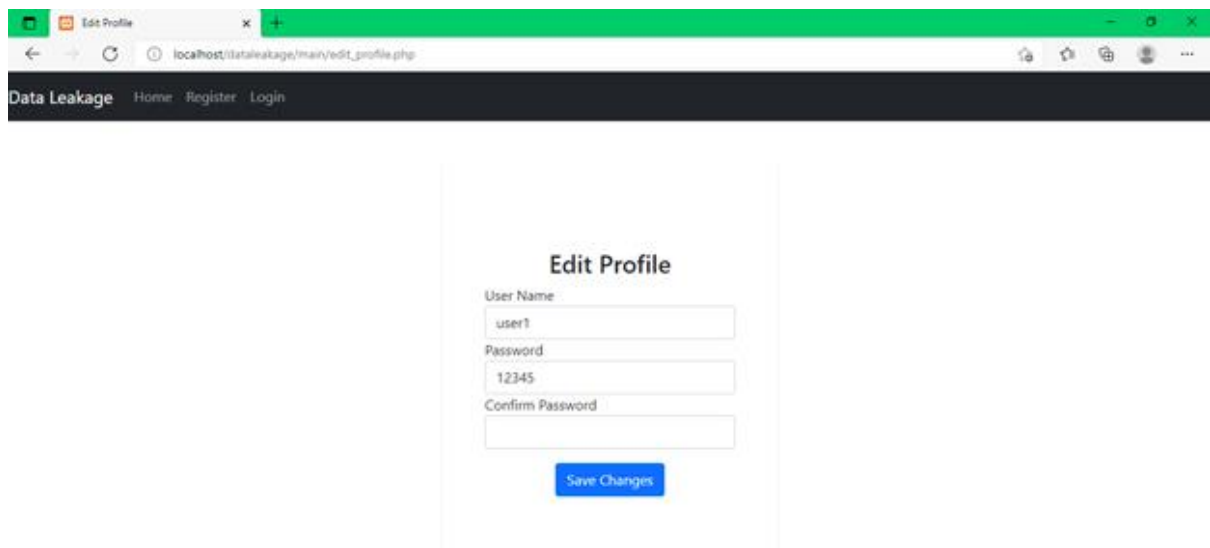 Edit Profile
localhost/dataleakage/main/edit_profile.php
Data Leakage Home Register Login
Edit Profile
User Name
user1
Password
12345
Confirm Password
Save Changes